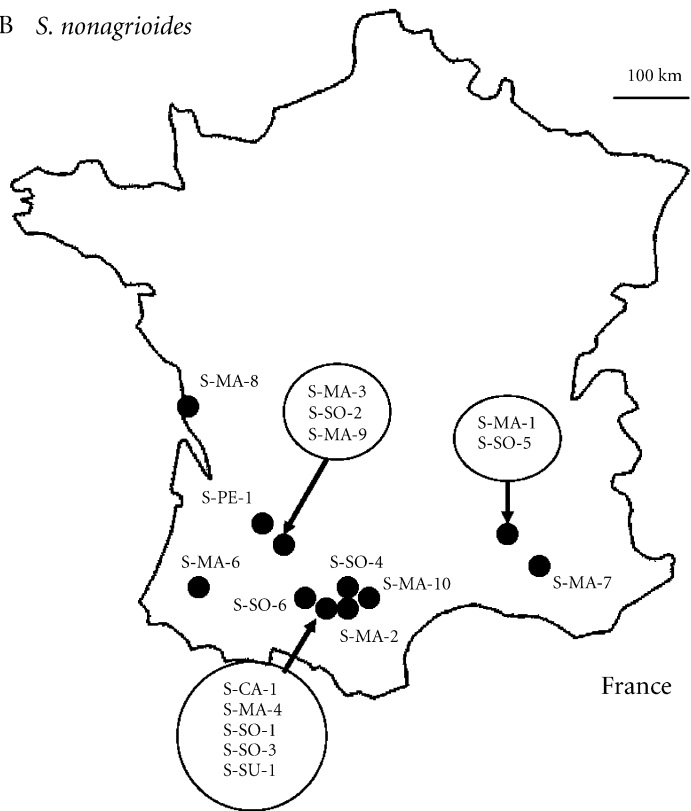 B S. nonagrioides
100 km
S-MA-8
S-MA-3
S-SO-2
S-MA-9
S-MA-1
S-SO-5
S-PE-1
S-MA-6
S-SO-4
S-MA-10
S-MA-7
S-SO-6
S-MA-2
France
S-CA-1
S-MA-4
S-SO-1
S-SO-3
S-SU-1